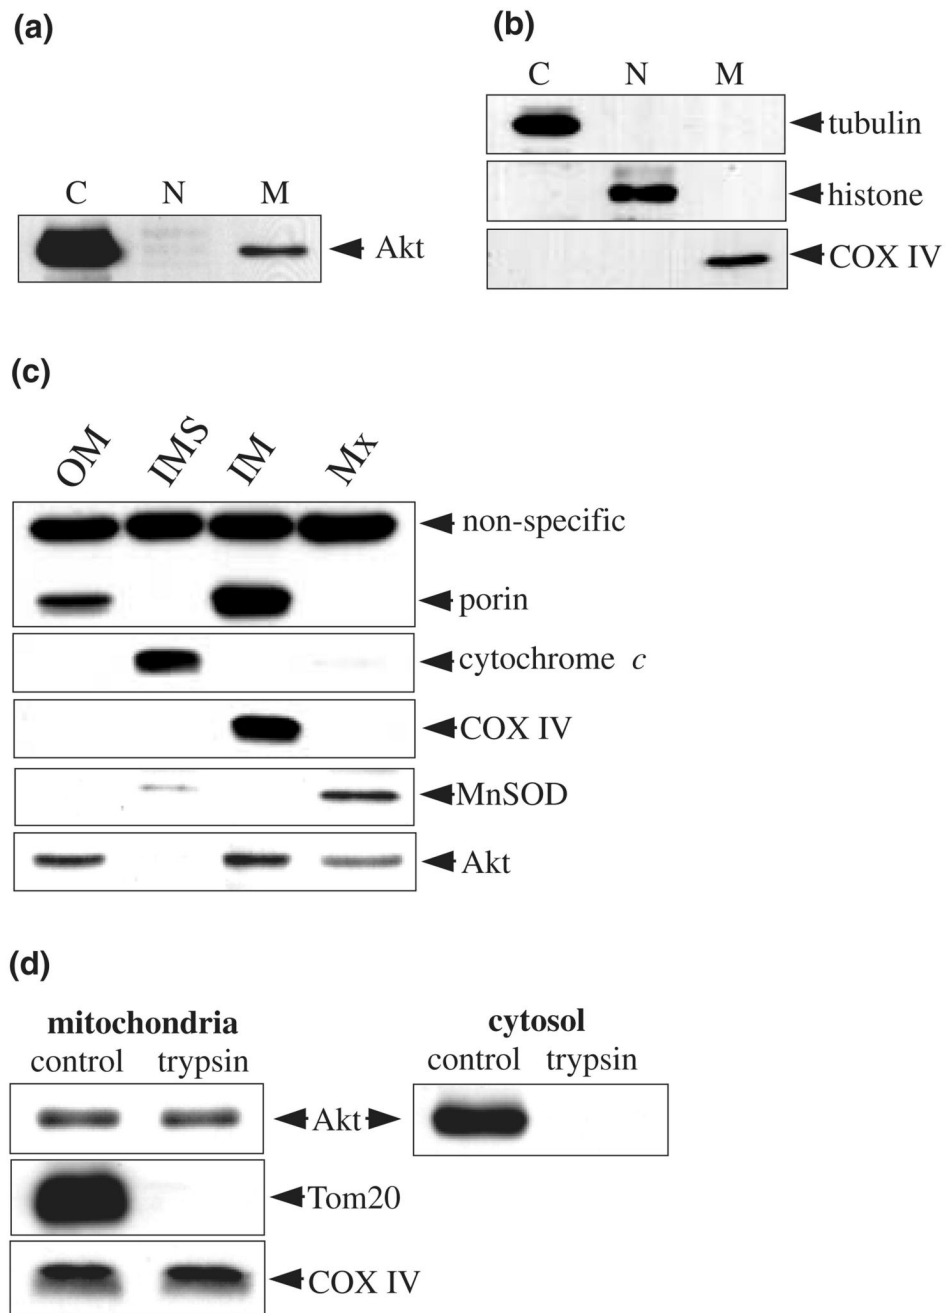 (a)
C N M
Akt
(b)
C N M
tubulin
histone
COX IV
(c)
OM IMS IM Mx
non-specific
porin
cytochrome c
COX IV
MnSOD
Akt
(d)
mitochondria cytosol
control trypsin control trypsin
Akt
Tom20
COX IV